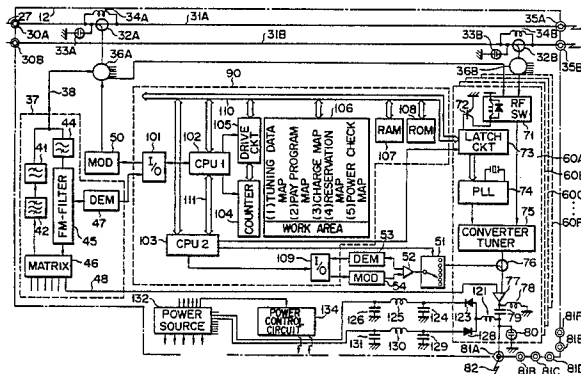 27
12
34A
31A
35A
30A
33A
32A
31B
33B
34B
30B
36A
32B
35B
90
36B
37
38
110
106
108
72
RF SW
71
60A
60B
60C
60F
41
44
50
101
102
105
DRIVE CKT
(1) TUNING DATA MAP
(2) PAY PROGRAM MAP
(3) CHARGE MAP
(4) RESERVATION MAP
(5) POWER CHECK MAP
WORK AREA
RAM
ROM
107
LATCH CKT
73
MOD
I/O
CPU 1
COUNTER
104
PLL
74
42
FM-FILTER
DEM
47
111
45
103
CPU 2
53
51
75
CONVERTER TUNER
109
I/O
DEM
MOD
54
52
76
MATRIX
46
48
77
78
121
132
POWER SOURCE
POWER CONTROL CIRCUIT
134
126
125
124
123
79
80
131
130
129
128
81A
82
81B
81C
81F
81E